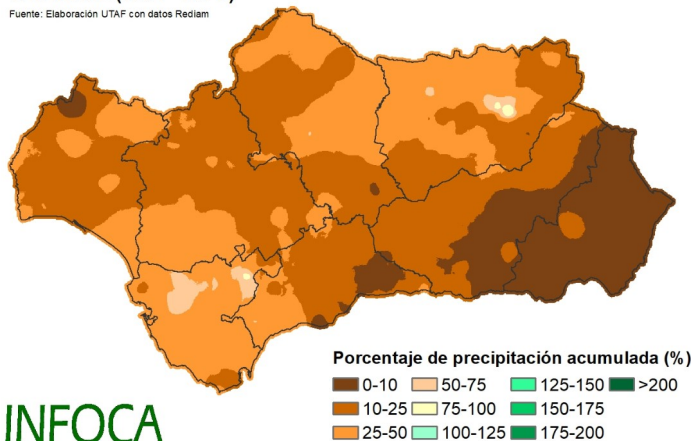 Fuente: Elaboración UTAF con datos Rediam
Porcentaje de precipitación acumulada (%)
0-10 50-75 125-150 >200
10-25 75-100 150-175
25-50 100-125 175-200
INFOCA